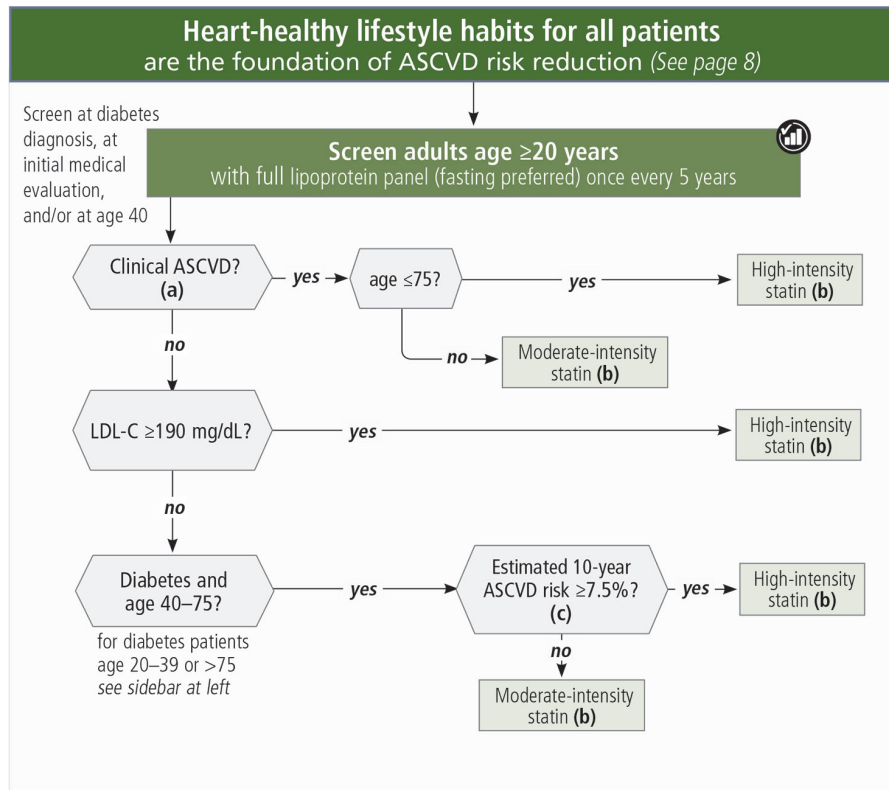 Heart-healthy lifestyle habits for all patients
are the foundation of ASCVD risk reduction (See page 8)
Screen at diabetes
diagnosis, at
initial medical
evaluation,
and/or at age 40
Screen adults age ≥20 years
with full lipoprotein panel (fasting preferred) once every 5 years
Clinical ASCVD?
(a)
yes
age ≤75?
yes
High-intensity
statin (b)
no
no
Moderate-intensity
statin (b)
LDL-C ≥190 mg/dL?
yes
High-intensity
statin (b)
no
Diabetes and
age 40–75?
yes
Estimated 10-year
ASCVD risk ≥7.5%?
(c)
yes
High-intensity
statin (b)
for diabetes patients
age 20–39 or >75
see sidebar at left
no
Moderate-intensity
statin (b)